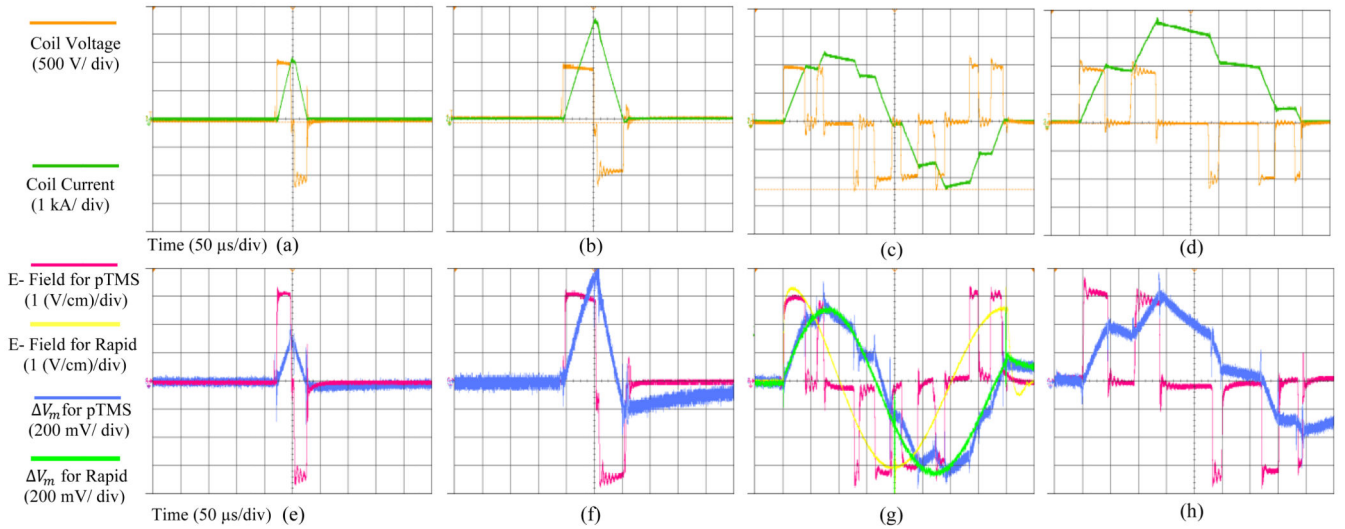 Coil Voltage
(500 V/ div)
Coil Current
(1 kA/ div)
Time (50 µs/div) (a)
(b)
(c)
(d)
E- Field for pTMS
(1 (V/cm)/div)
E- Field for Rapid
(1 (V/cm)/div)
ΔVm for pTMS
(200 mV/ div)
ΔVm for Rapid
(200 mV/ div)
Time (50 µs/div) (e)
(f)
(g)
(h)